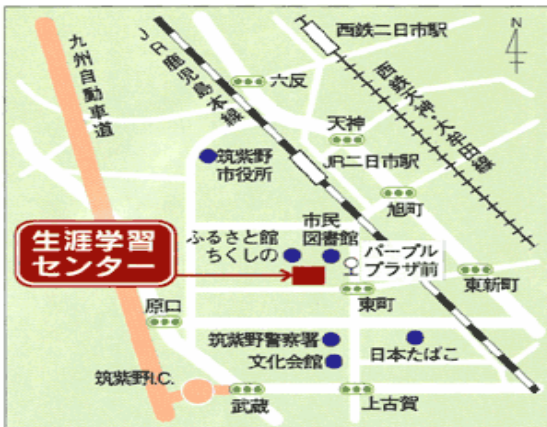 西鉄二日市駅
N
九州自動車道
JR鹿児島本線
六反
西鉄天神・大牟田線
天神
筑紫野
市役所
JR二日市駅
旭町
市民
図書館
生涯学習
センター
ふるさと館
ちくしの
パープル
プラザ前
東新町
東町
原口
筑紫野警察署
文化会館
日本たばこ
筑紫野I.C.
武蔵
上古賀